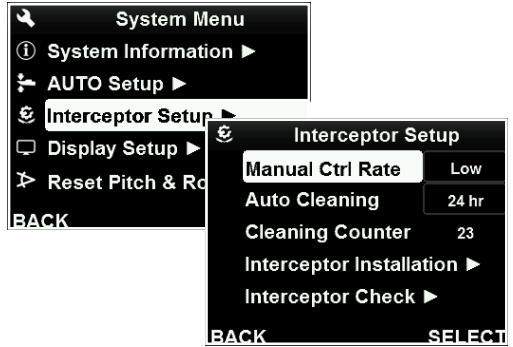 System Menu
System Information ▶
AUTO Setup ▶
Interceptor Setup ▶
Display Setup ▶
Reset Pitch &
BACK
Interceptor Setup
Manual Ctrl Rate Low
Auto Cleaning 24 hr
Cleaning Counter 23
Interceptor Installation ▶
Interceptor Check ▶
BACK SELECT